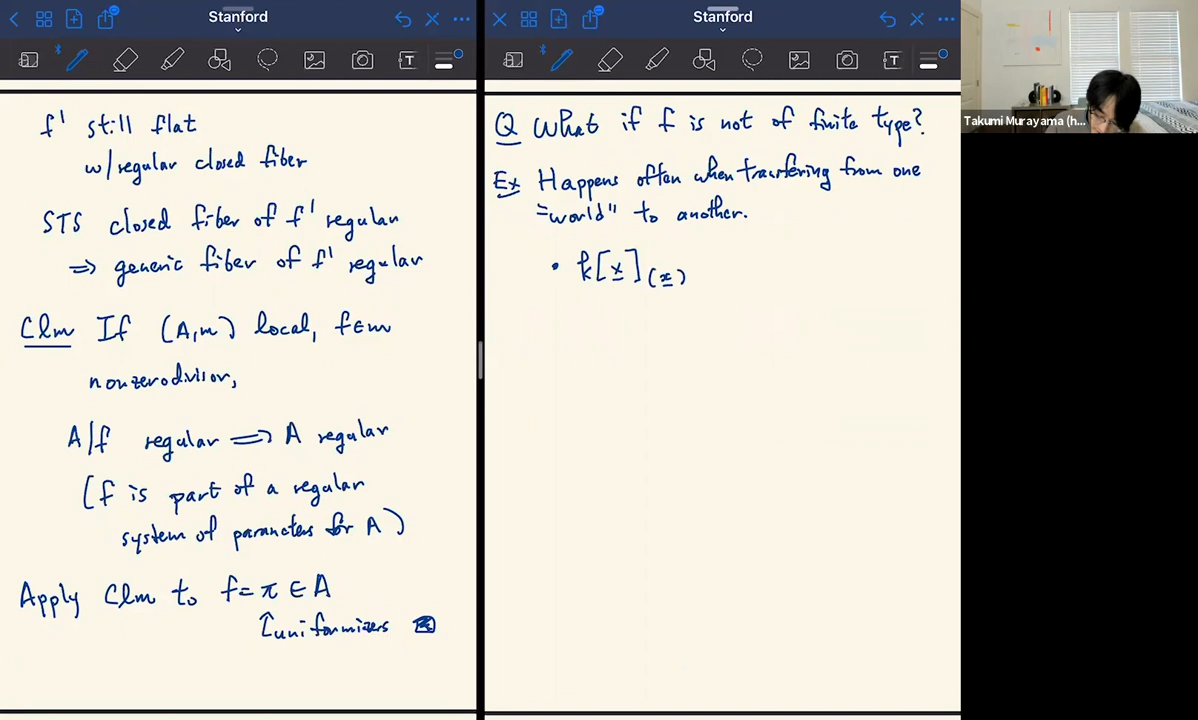 Stanford
f' still flat
w/regular closed fiber
STS closed fiber of f' regular
⇒ generic fiber of f' regular
Clm If (A,m) local, f∈m
nonzerodivisor,
A/f regular ⇒ A regular
(f is part of a regular
system of parameters for A)
Apply Clm to f=π∈A
↑uniformizers
Stanford
Q What if f is not of finite type?
Ex Happens often when transfering from one
"world" to another.
• k[x](x)
Takumi Murayama (h...